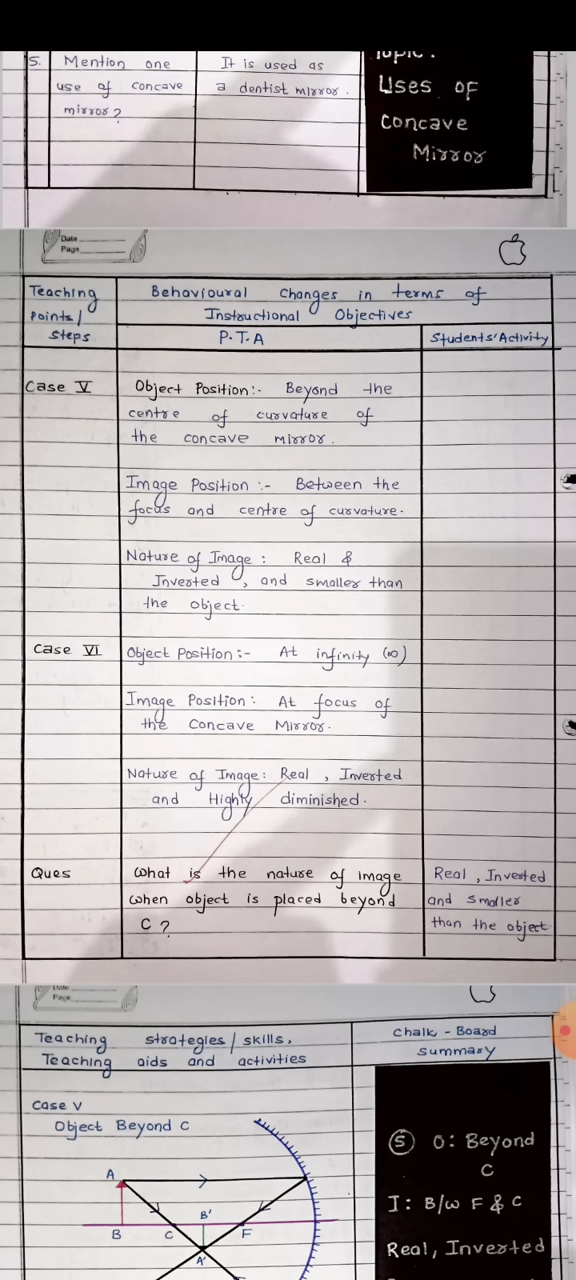 5. Mention one
use of concave
mirror?
It is used as
a dentist mirror.
Topic:
Uses of
Concave
Mirror
Date
Page
Teaching
Points/
Steps
Behavioural Changes in terms of
Instructional Objectives
P.T.A
Students' Activity
Case V
Object Position:- Beyond the
centre of curvature of
the concave mirror.
Image Position :- Between the
focus and centre of curvature.
Nature of Image : Real &
Inverted, and smaller than
the object.
Case VI
Object Position:- At infinity (∞)
Image Position: At focus of
the Concave Mirror.
Nature of Image: Real, Inverted
and Highly diminished.
Ques
What is the nature of image
when object is placed beyond
C?
Real, Inverted
and smaller
than the object
Date
Page
Teaching strategies/skills,
Teaching aids and activities
Chalk-Board
Summary
Case V
Object Beyond C
A
B
C
B'
F
A'
⑤ O: Beyond
C
I: B/w F & C
Real, Inverted